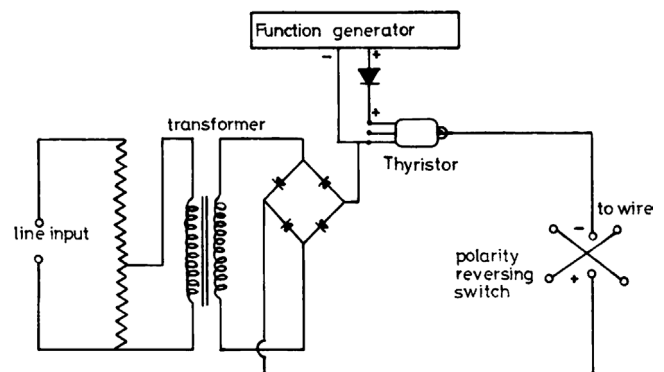 Function generator
− +
+
transformer
Thyristor
line input
to wire
−
polarity
reversing
switch
+